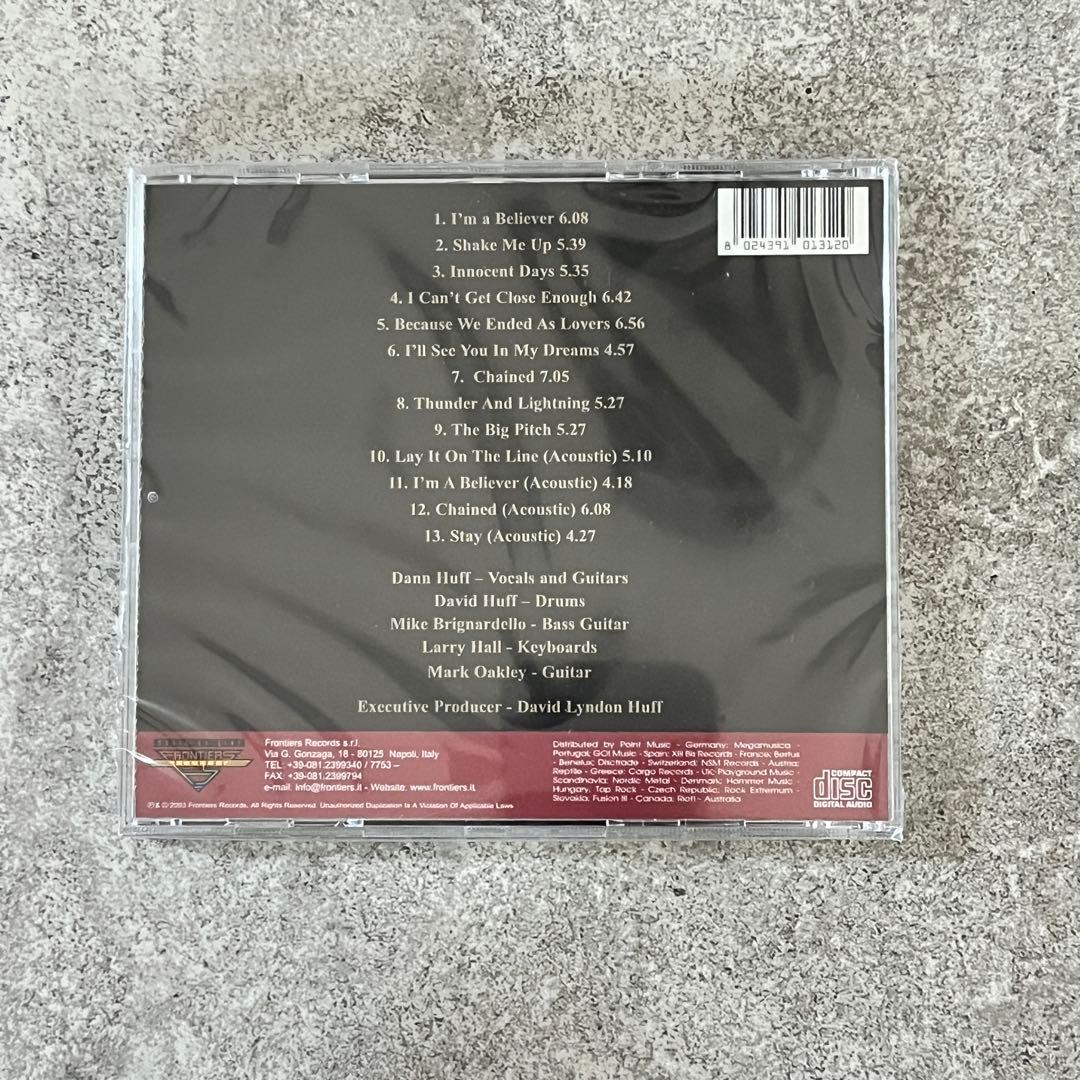 8 024391 013120
1. I'm a Believer 6.08
2. Shake Me Up 5.39
3. Innocent Days 5.35
4. I Can't Get Close Enough 6.42
5. Because We Ended As Lovers 6.56
6. I'll See You In My Dreams 4.57
7. Chained 7.05
8. Thunder And Lightning 5.27
9. The Big Pitch 5.27
10. Lay It On The Line (Acoustic) 5.10
11. I'm A Believer (Acoustic) 4.18
12. Chained (Acoustic) 6.08
13. Stay (Acoustic) 4.27
Dann Huff – Vocals and Guitars
David Huff – Drums
Mike Brignardello - Bass Guitar
Larry Hall - Keyboards
Mark Oakley - Guitar
Executive Producer - David Lyndon Huff
FRONTIERS
Frontiers Records s.r.l.
Via G. Gonzaga, 18 - 80125 Napoli, Italy
TEL: +39-081.2399340 / 7753 –
FAX: +39-081.2399794
e-mail: info@frontiers.it - Website: www.frontiers.it
℗ & © 2003 Frontiers Records. All Rights Reserved. Unauthorized Duplication Is A Violation Of Applicable Laws
Distributed by Point Music - Germany: Megamusica -
Portugal: GOI Music - Spain: XIII Bis Records - France: Bertus
- Benelux: Disctrade - Switzerland: NSM Records - Austria:
Reptile - Greece: Cargo Records - UK: Playground Music -
Scandinavia: Nordic Metal - Denmark: Hammer Music -
Hungary: Top Rock - Czech Republic: Rock Extremum -
Slovakia: Fusion III - Canada: Riot! - Australia
COMPACT
disc
DIGITAL AUDIO